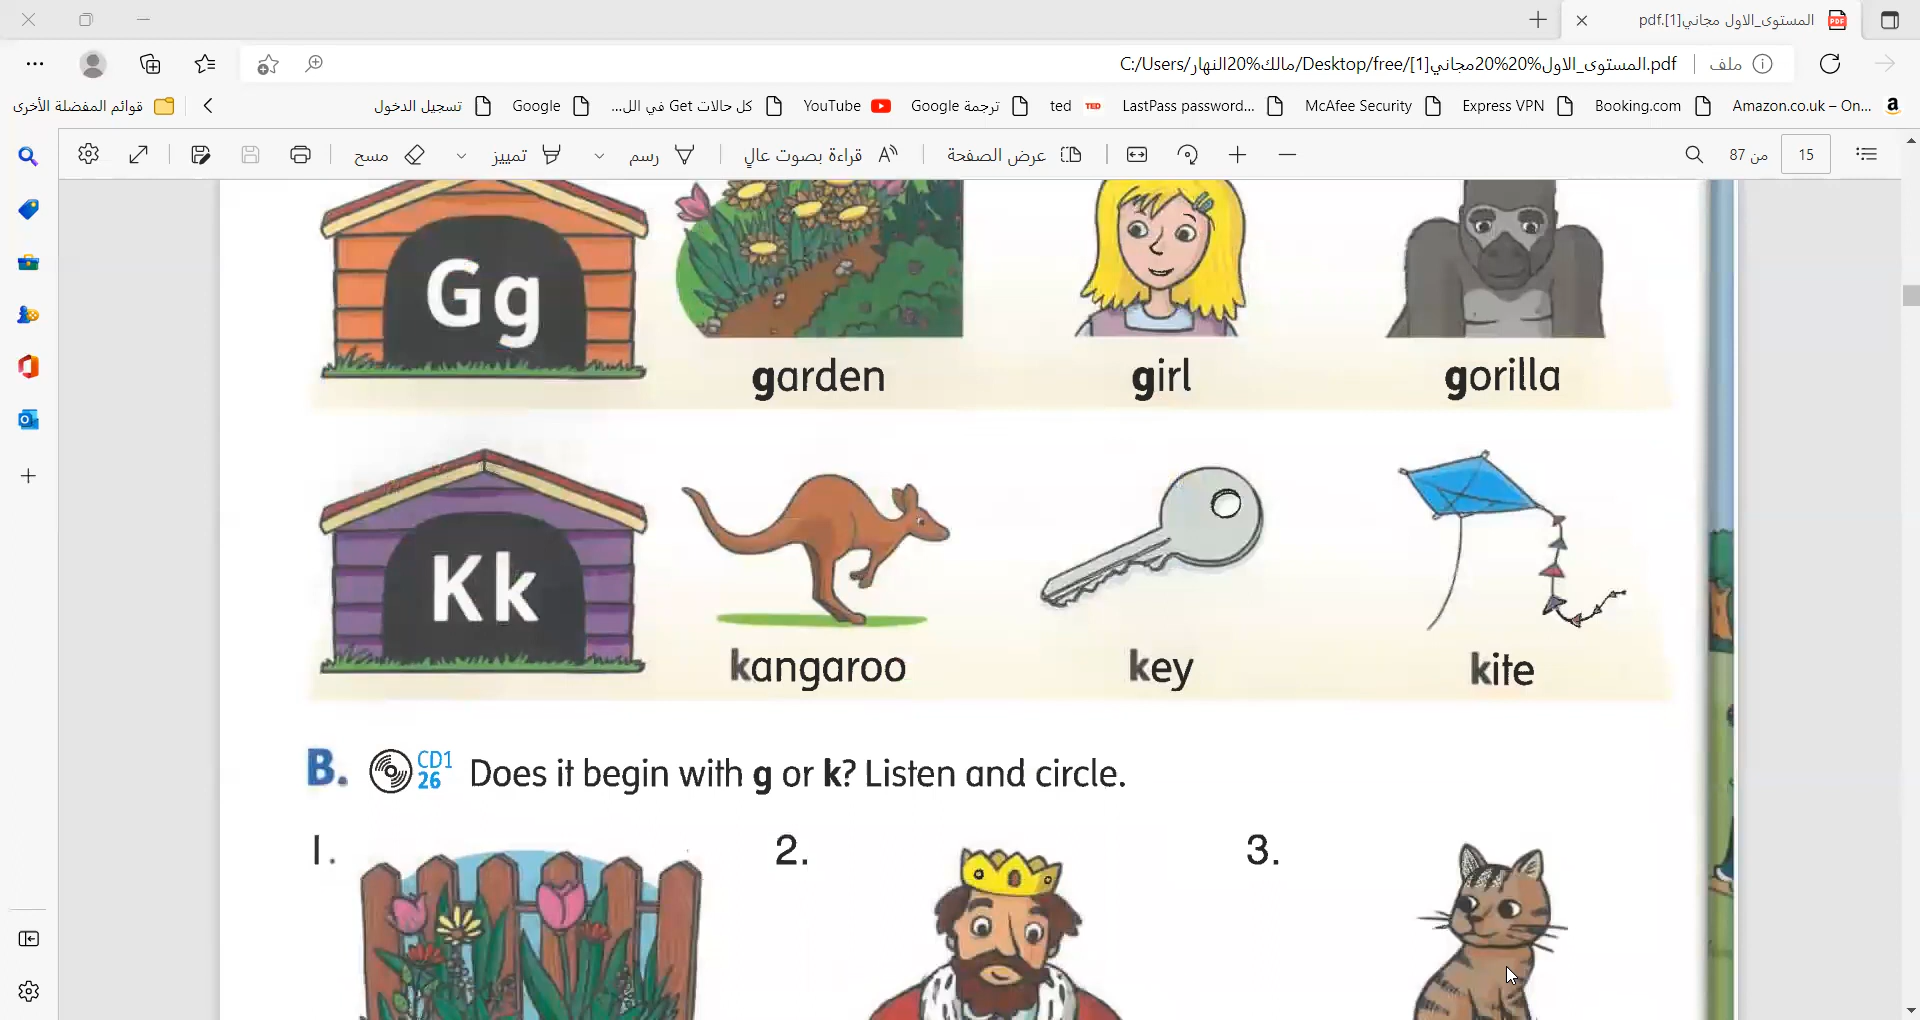 المستوى_الاول مجاني[1].pdf
ملف
C:/Users/مالك%20النهار/Desktop/free/المستوى_الاول%20%20مجاني[1].pdf
Amazon.co.uk – On...
Booking.com
Express VPN
McAfee Security
LastPass password...
ted
TED
ترجمة Google
YouTube
كل حالات Get في الل...
Google
تسجيل الدخول
قوائم المفضلة الأخرى
15
من 87
عرض الصفحة
قراءة بصوت عالٍ
رسم
تمييز
مسح
Gg
garden
girl
gorilla
Kk
kangaroo
key
kite
B. CD1 26 Does it begin with g or k? Listen and circle.
1.
2.
3.